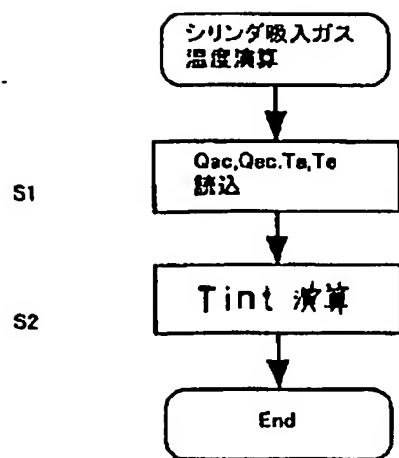 シリンダ吸入ガス
温度演算
S1
Qac,Qec.Ta,Te
読込
S2
Tint 演算
End